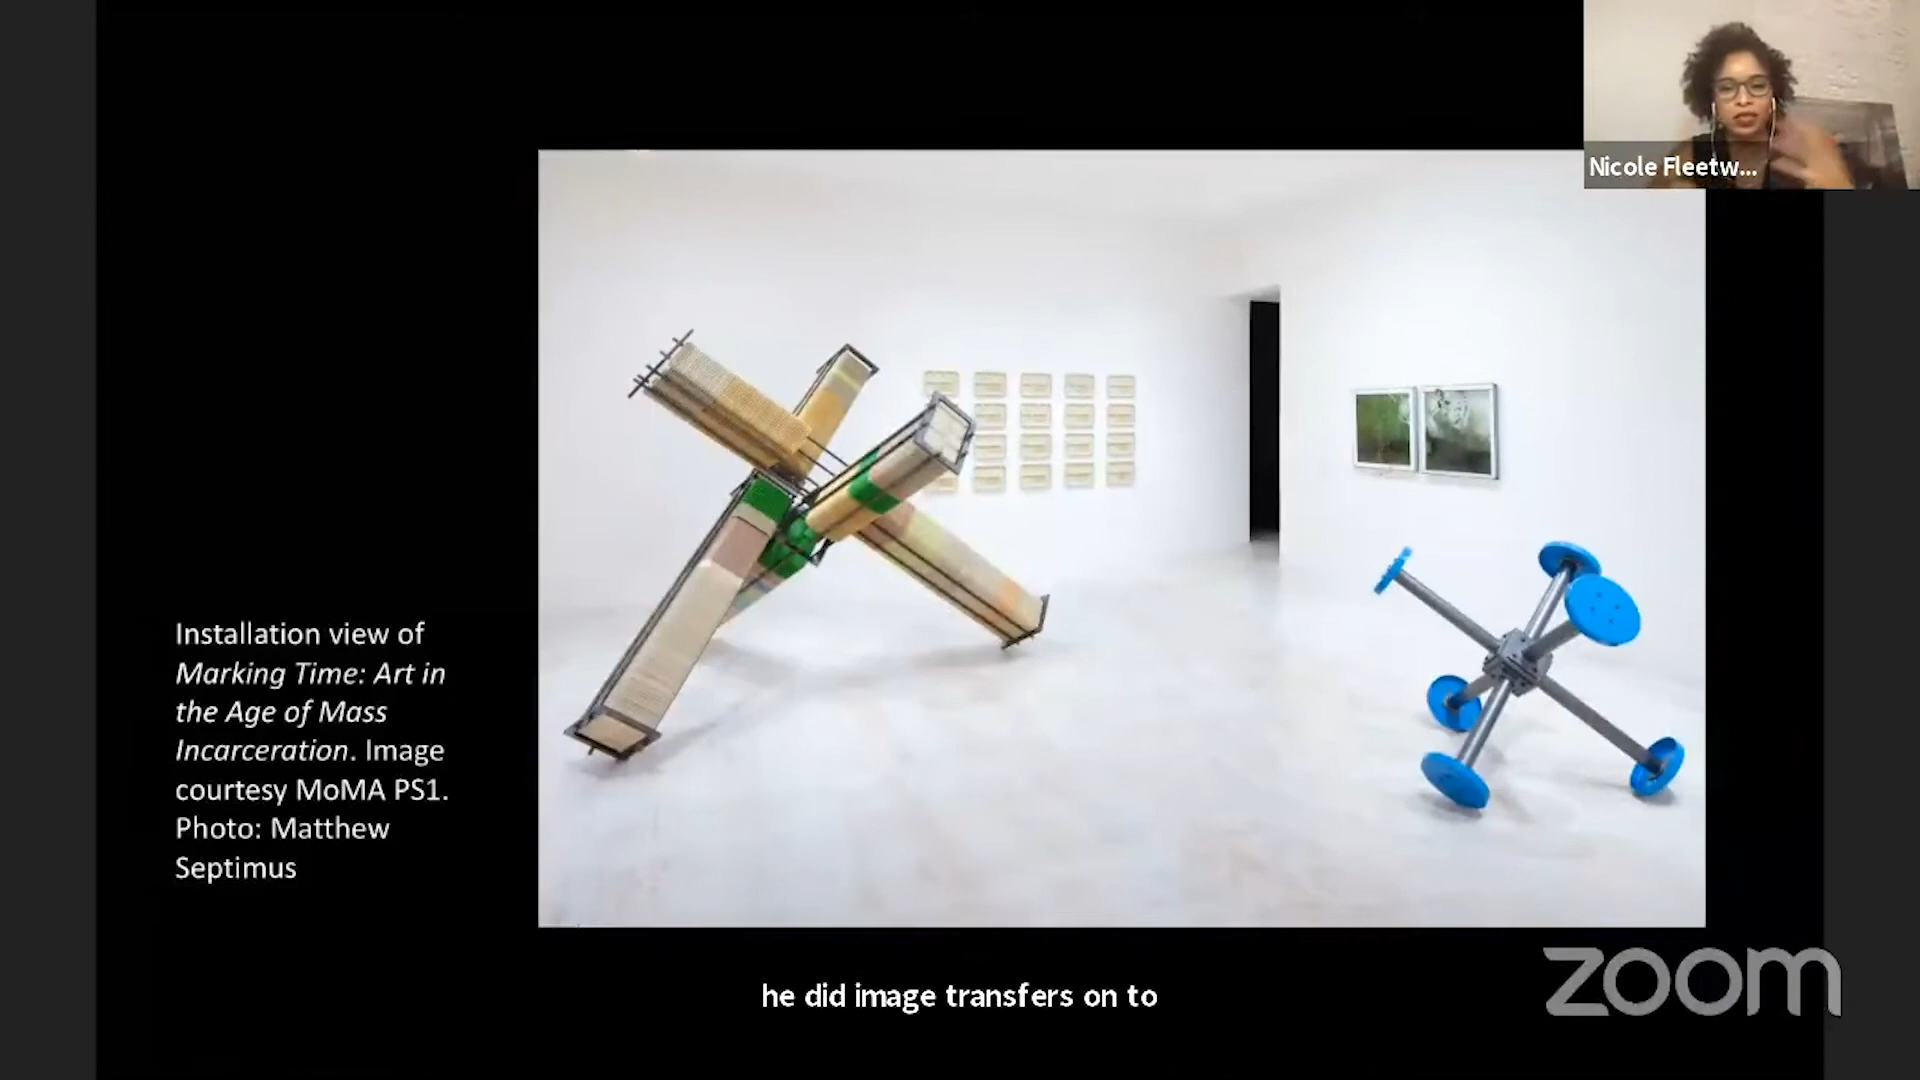 Nicole Fleetw...
Installation view of
Marking Time: Art in
the Age of Mass
Incarceration. Image
courtesy MoMA PS1.
Photo: Matthew
Septimus
he did image transfers on to
zoom